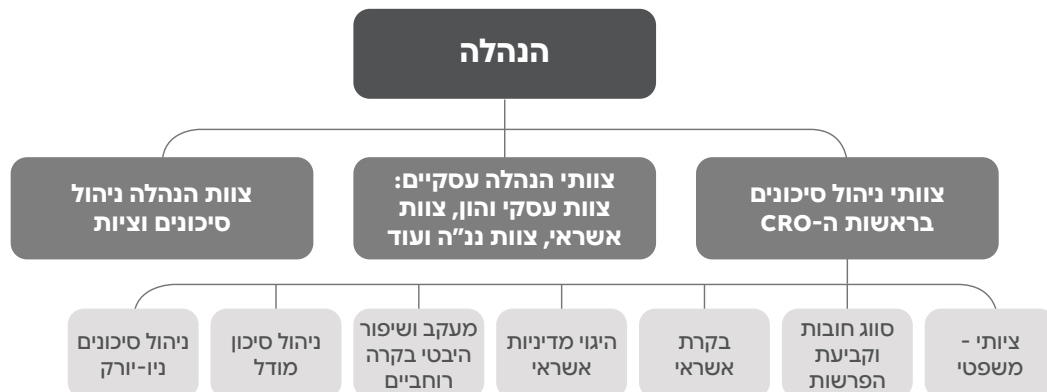 הנהלה
צוותי ניהול סיכונים
בראשות ה-CRO
צוותי הנהלה עסקיים:
צוות עסקי והון, צוות
אשראי, צוות ננ"ה ועוד
צוות הנהלה ניהול
סיכונים וציות
ציותי -
משפטי
סווג חובות
וקביעת
הפרשות
בקרת
אשראי
היגוי מדיניות
אשראי
מעקב ושיפור
היבטי בקרה
רוחביים
ניהול סיכון
מודל
ניהול סיכונים
ניו-יורק